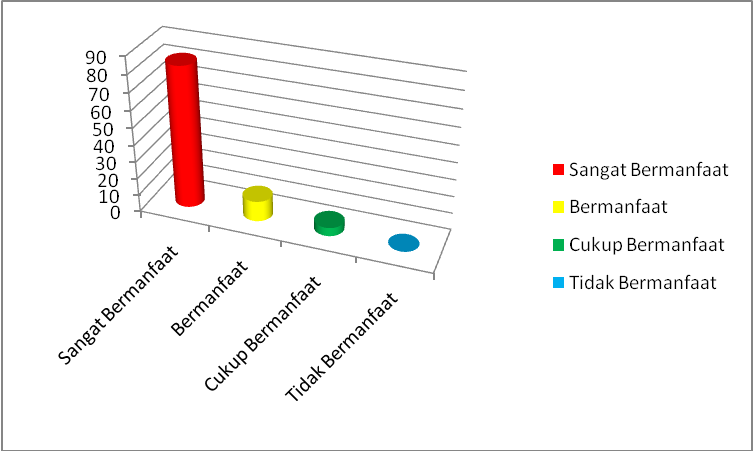 90
80
70
60
50
40
30
20
10
0
Sangat Bermanfaat
Bermanfaat
Cukup Bermanfaat
Tidak Bermanfaat
Sangat Bermanfaat
Bermanfaat
Cukup Bermanfaat
Tidak Bermanfaat